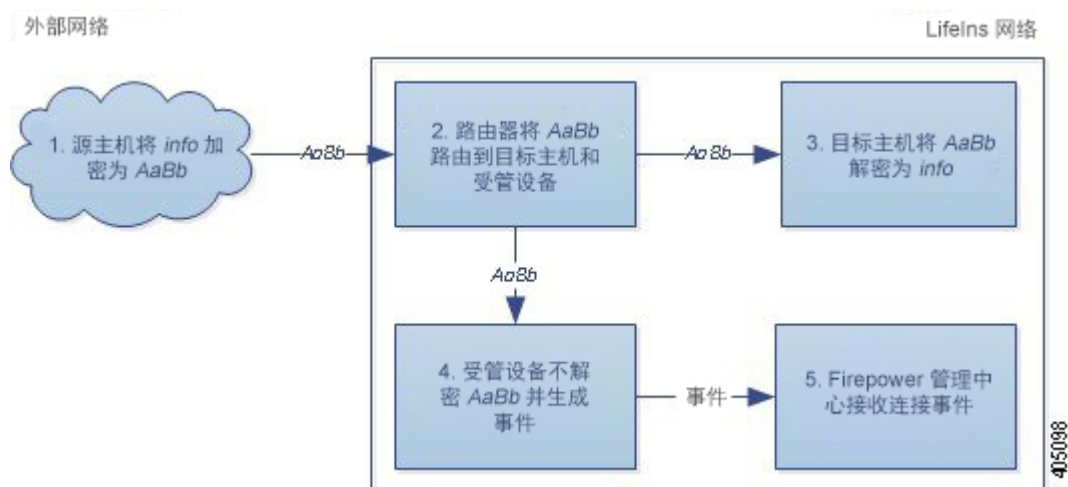 外部网络
LifeIns 网络
1. 源主机将 info 加
密为 AaBb
AaBb
2. 路由器将 AaBb
路由到目标主机和
受管设备
AaBb
3. 目标主机将 AaBb
解密为 info
AaBb
4. 受管设备不解
密 AaBb 并生成
事件
事件
5. Firepower 管理中
心接收连接事件
405098